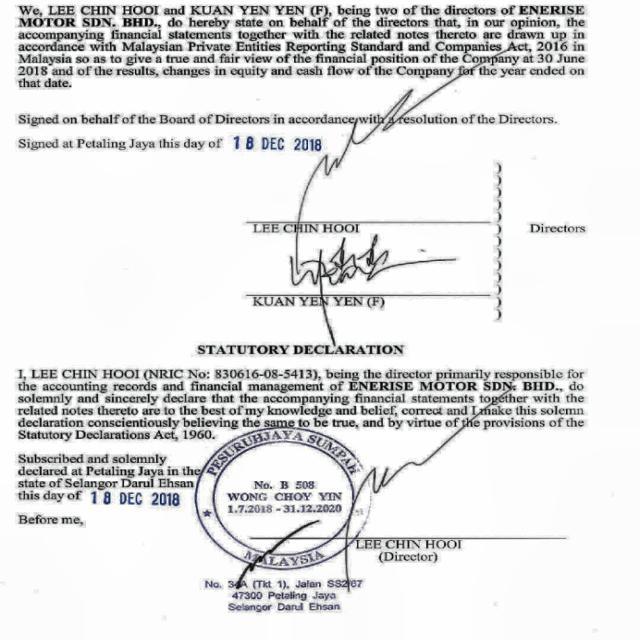 We, LEE CHIN HOOI and KUAN YEN YEN (F), being two of the directors of ENERISE
MOTOR SDN. BHD., do hereby state on behalf of the directors that, in our opinion, the
accompanying financial statements together with the related notes thereto are drawn up in
accordance with Malaysian Private Entities Reporting Standard and Companies Act, 2016 in
Malaysia so as to give a true and fair view of the financial position of the Company at 30 June
2018 and of the results, changes in equity and cash flow of the Company for the year ended on
that date.
Signed on behalf of the Board of Directors in accordance with a resolution of the Directors.
Signed at Petaling Jaya this day of 18 DEC 2018
LEE CHIN HOOI
Directors
KUAN YEN YEN (F)
STATUTORY DECLARATION
I, LEE CHIN HOOI (NRIC No: 830616-08-5413), being the director primarily responsible for
the accounting records and financial management of ENERISE MOTOR SDN. BHD., do
solemnly and sincerely declare that the accompanying financial statements together with the
related notes thereto are to the best of my knowledge and belief, correct and I make this solemn
declaration conscientiously believing the same to be true, and by virtue of the provisions of the
Statutory Declarations Act, 1960.
Subscribed and solemnly
declared at Petaling Jaya in the
state of Selangor Darul Ehsan
this day of 18 DEC 2018
Before me,
PESURUHJAYA SUMPAH
No. B 508
WONG CHOY YIN
1.7.2018 - 31.12.2020
MALAYSIA
LEE CHIN HOOI
(Director)
No. (Tkt 1), Jalan SS2/67
47300 Petaling Jaya
Selangor Darul Ehsan